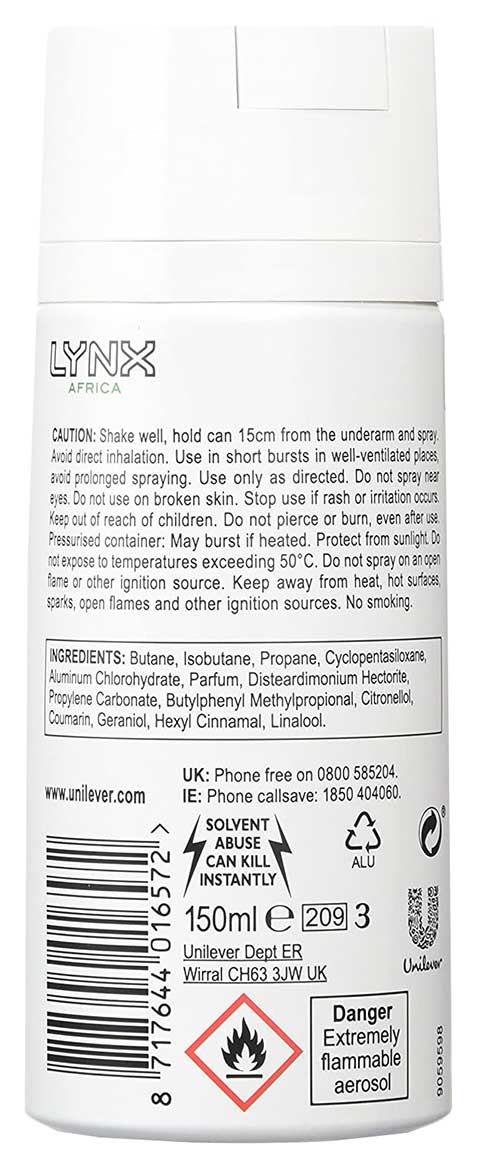 LYNX
AFRICA
CAUTION: Shake well, hold can 15cm from the underarm and spray.
Avoid direct inhalation. Use in short bursts in well-ventilated places,
avoid prolonged spraying. Use only as directed. Do not spray near
eyes. Do not use on broken skin. Stop use if rash or irritation occurs.
Keep out of reach of children. Do not pierce or burn, even after use.
Pressurised container: May burst if heated. Protect from sunlight. Do
not expose to temperatures exceeding 50°C. Do not spray on an open
flame or other ignition source. Keep away from heat, hot surfaces,
sparks, open flames and other ignition sources. No smoking.
INGREDIENTS: Butane, Isobutane, Propane, Cyclopentasiloxane,
Aluminum Chlorohydrate, Parfum, Disteardimonium Hectorite,
Propylene Carbonate, Butylphenyl Methylpropional, Citronellol,
Coumarin, Geraniol, Hexyl Cinnamal, Linalool.
UK: Phone free on 0800 585204.
www.unilever.com
IE: Phone callsave: 1850 404060.
SOLVENT
ABUSE
CAN KILL
INSTANTLY
ALU
®
150ml e 209 3
Unilever Dept ER
Wirral CH63 3JW UK
Unilever
8 717644 016572 >
Danger
Extremely
flammable
aerosol
9059598